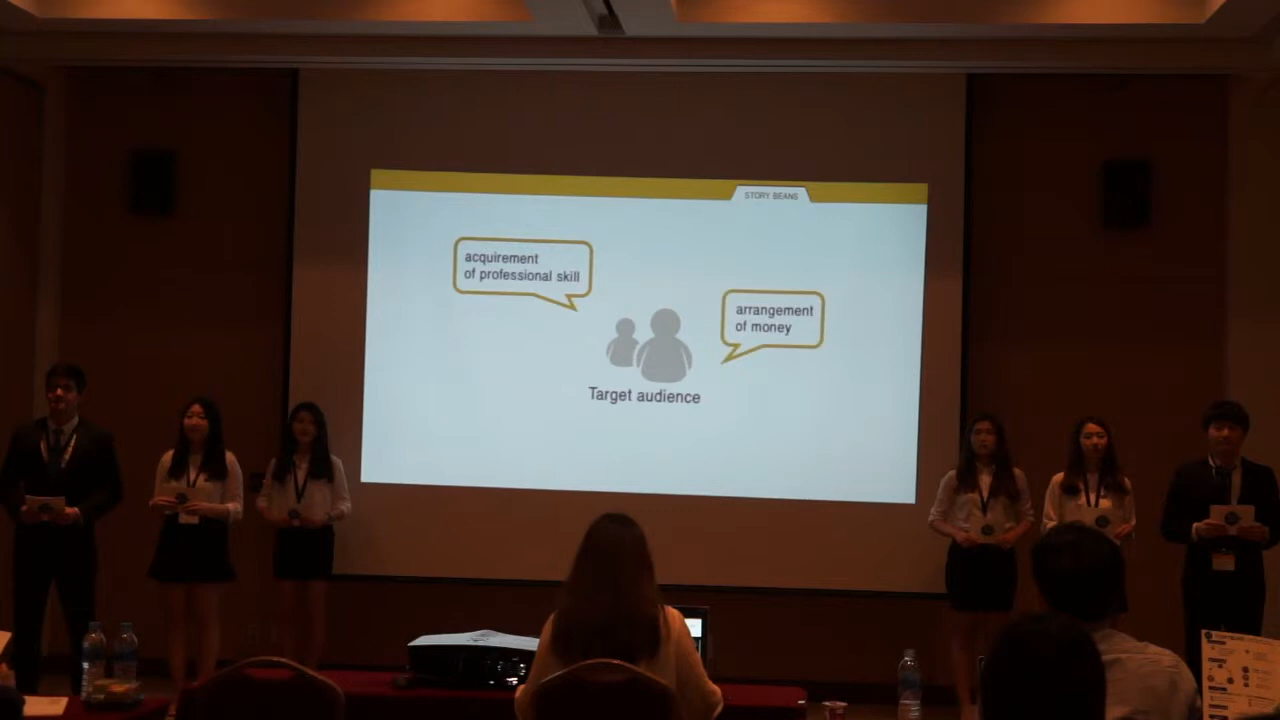 STORY BEANS
acquirement
of professional skill
arrangement
of money
Target audience